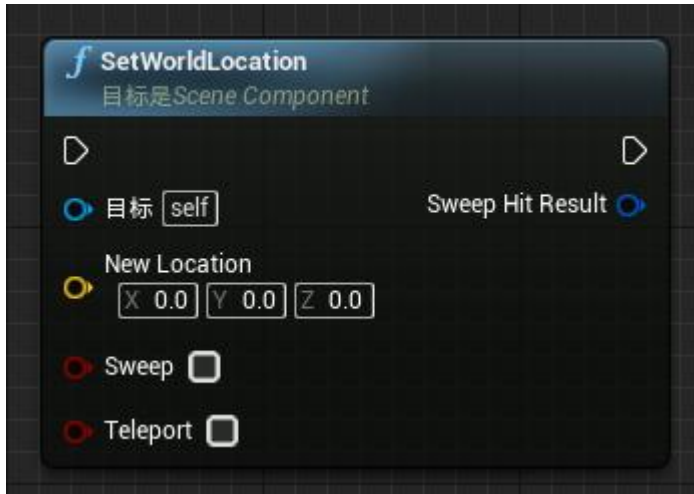 f SetWorldLocation
目标是Scene Component
目标 self Sweep Hit Result
New Location
X 0.0 Y 0.0 Z 0.0
Sweep
Teleport